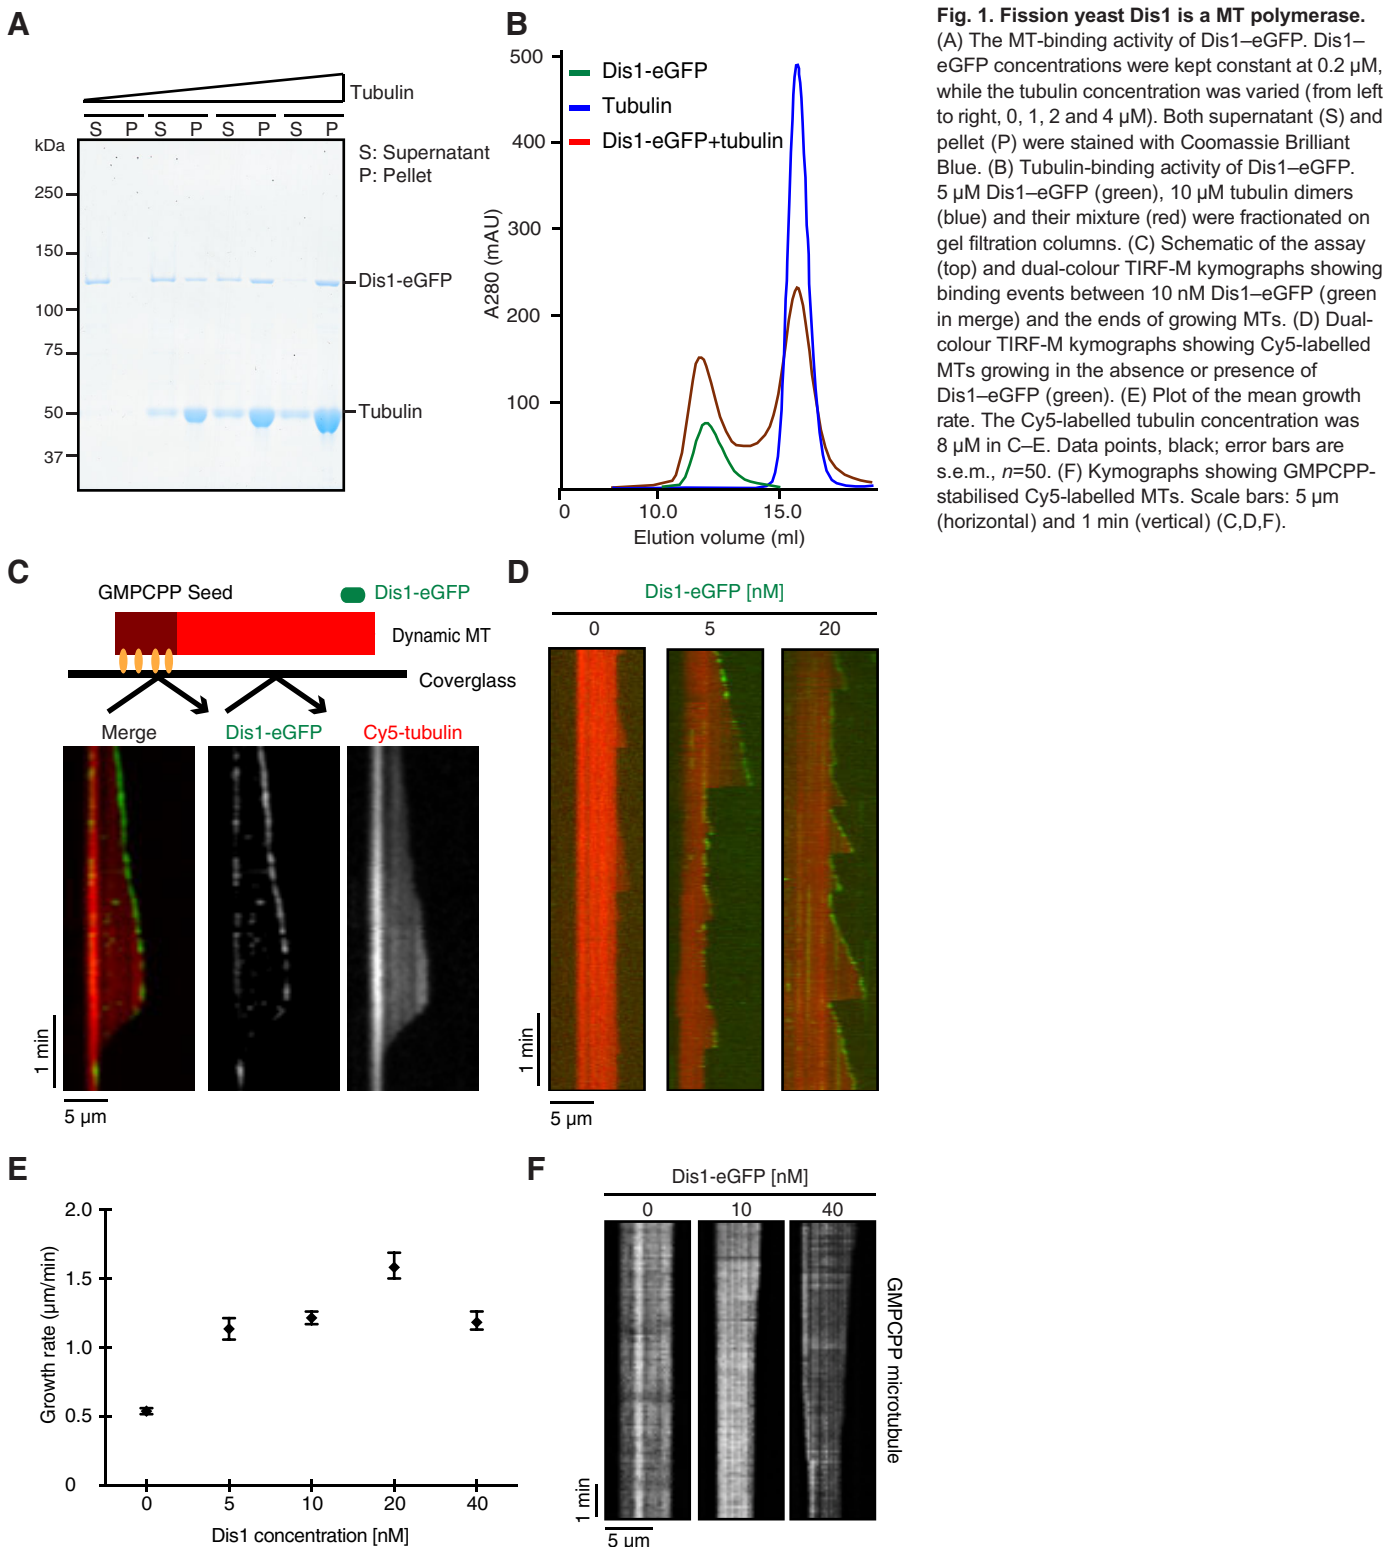 A
Tubulin
S P S P S P S P
kDa
250
150
100
75
50
37
S: Supernatant
P: Pellet
Dis1-eGFP
Tubulin
B
500
400
300
200
100
A280 (mAU)
Dis1-eGFP
Tubulin
Dis1-eGFP+tubulin
0 10.0 15.0
Elution volume (ml)
Fig. 1. Fission yeast Dis1 is a MT polymerase.
(A) The MT-binding activity of Dis1–eGFP. Dis1–
eGFP concentrations were kept constant at 0.2 µM,
while the tubulin concentration was varied (from left
to right, 0, 1, 2 and 4 µM). Both supernatant (S) and
pellet (P) were stained with Coomassie Brilliant
Blue. (B) Tubulin-binding activity of Dis1–eGFP.
5 µM Dis1–eGFP (green), 10 µM tubulin dimers
(blue) and their mixture (red) were fractionated on
gel filtration columns. (C) Schematic of the assay
(top) and dual-colour TIRF-M kymographs showing
binding events between 10 nM Dis1–eGFP (green
in merge) and the ends of growing MTs. (D) Dual-
colour TIRF-M kymographs showing Cy5-labelled
MTs growing in the absence or presence of
Dis1–eGFP (green). (E) Plot of the mean growth
rate. The Cy5-labelled tubulin concentration was
8 µM in C–E. Data points, black; error bars are
s.e.m., n=50. (F) Kymographs showing GMPCPP-
stabilised Cy5-labelled MTs. Scale bars: 5 µm
(horizontal) and 1 min (vertical) (C,D,F).
C
GMPCPP Seed
Dis1-eGFP
Dynamic MT
Coverglass
Merge
Dis1-eGFP
Cy5-tubulin
1 min
5 µm
D
Dis1-eGFP [nM]
0 5 20
1 min
5 µm
E
2.0
1.5
1.0
0.5
0
Growth rate (µm/min)
0 5 10 20 40
Dis1 concentration [nM]
F
Dis1-eGFP [nM]
0 10 40
GMPCPP microtubule
1 min
5 µm